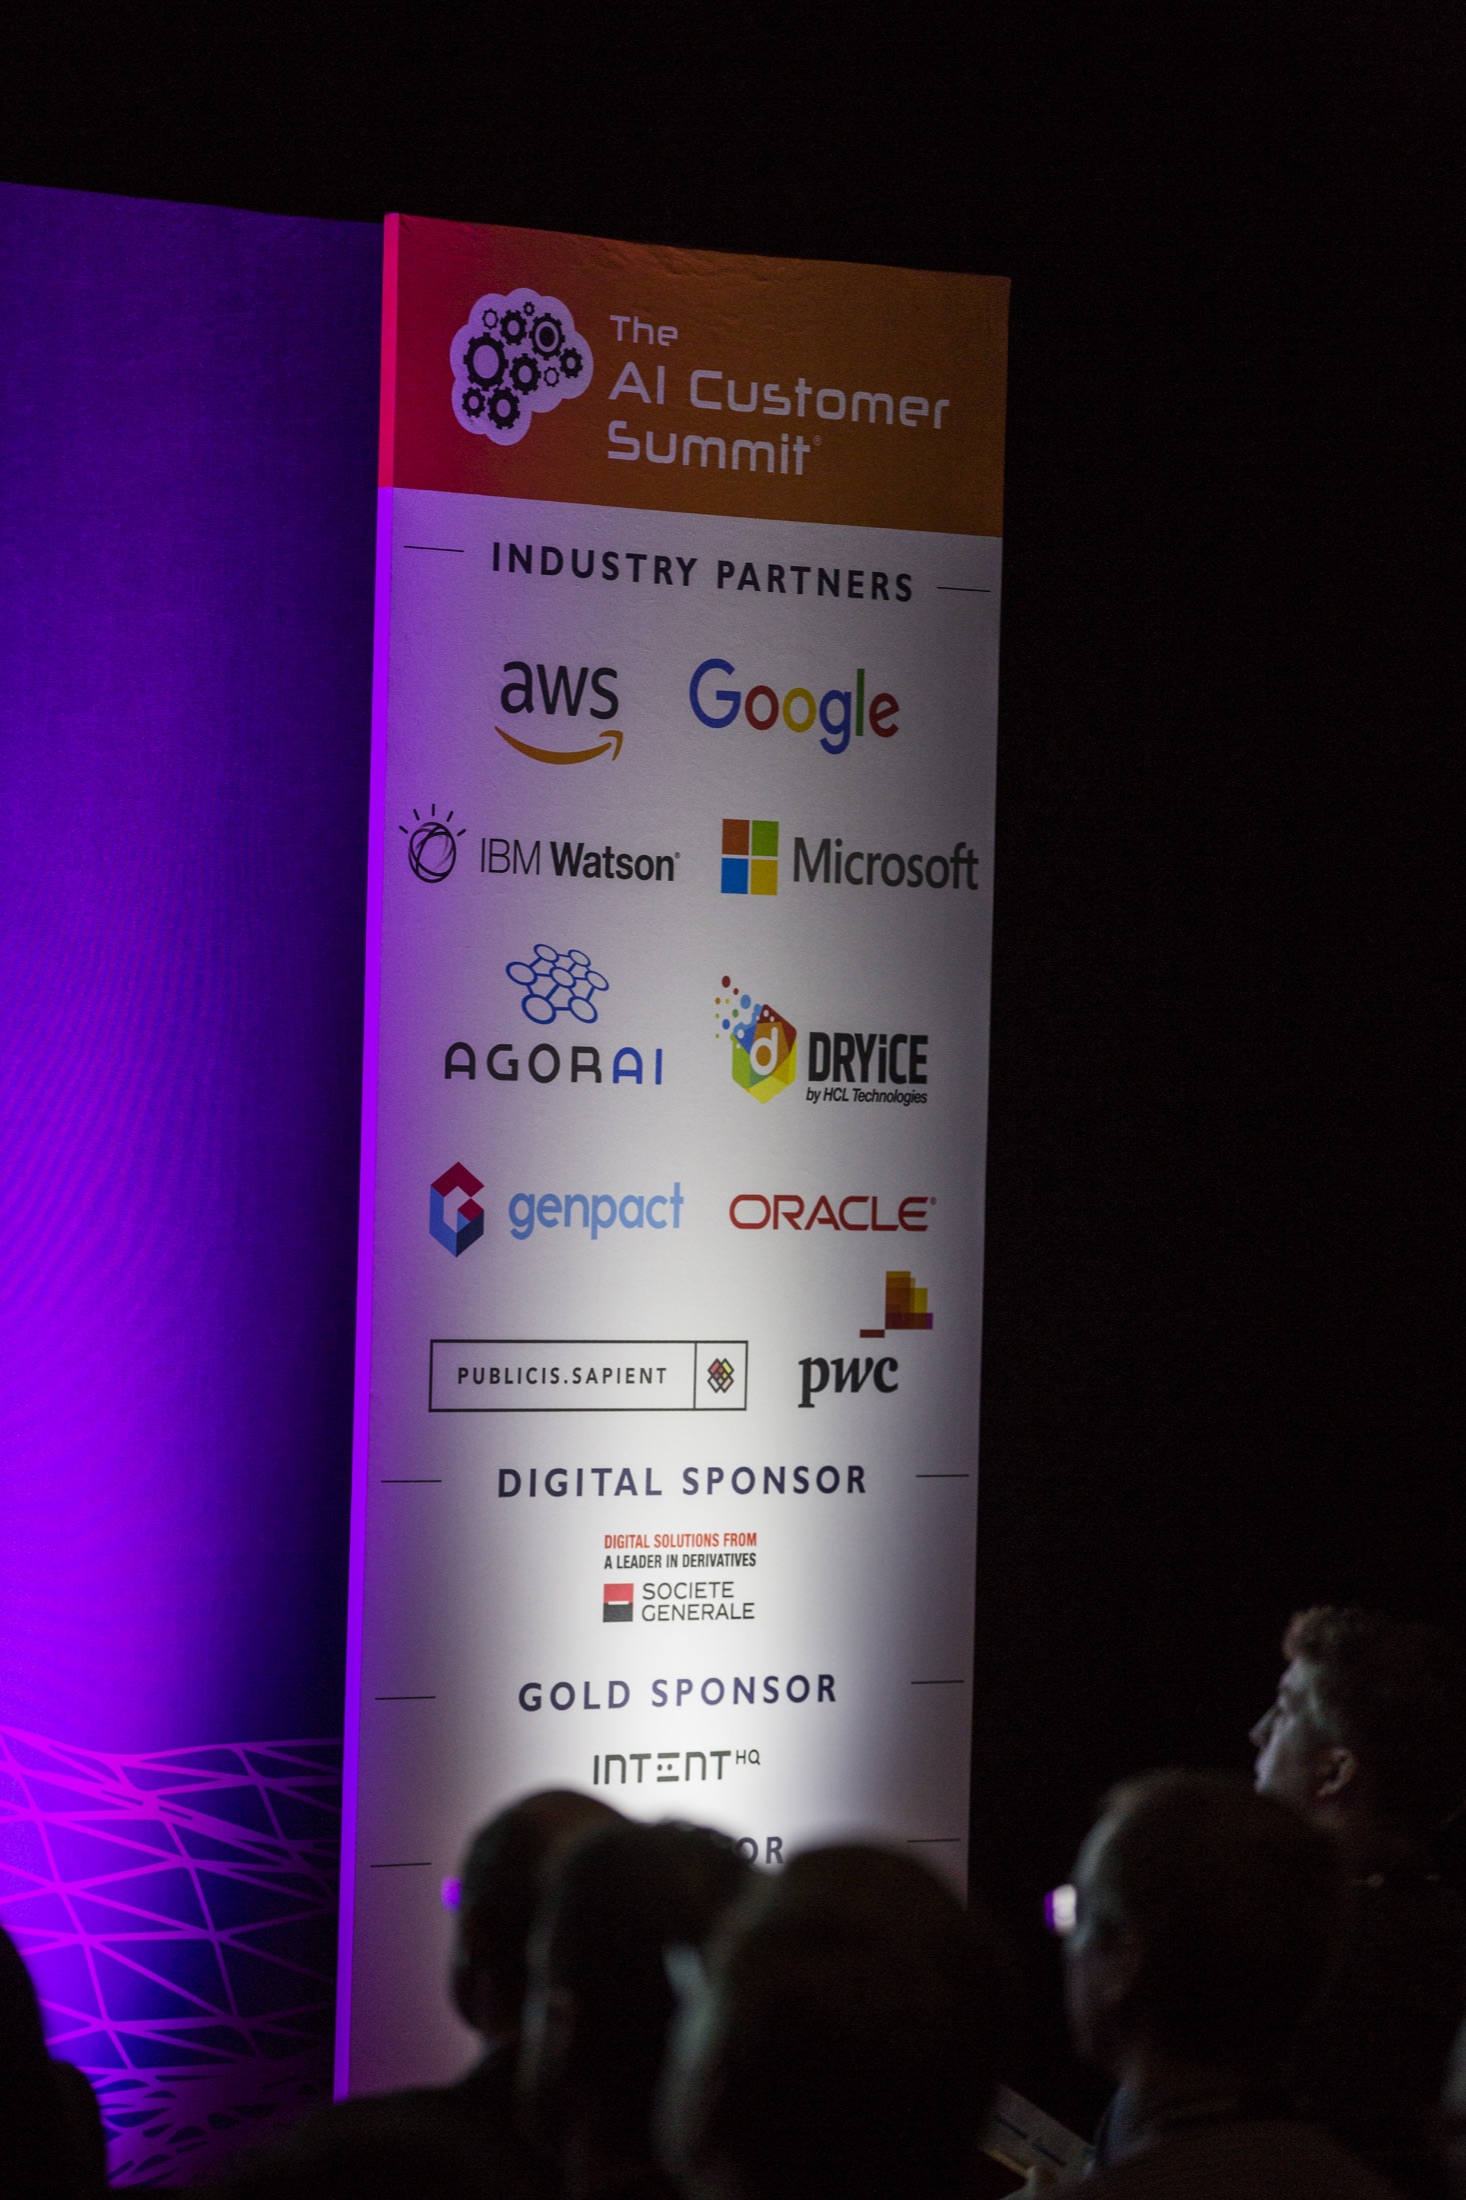 The
AI Customer
Summit®
INDUSTRY PARTNERS
aws
Google
IBM Watson®
Microsoft
AGORAI
d
DRYiCE
by HCL Technologies
genpact
ORACLE®
PUBLICIS.SAPIENT
pwc
DIGITAL SPONSOR
DIGITAL SOLUTIONS FROM
A LEADER IN DERIVATIVES
SOCIETE
GENERALE
GOLD SPONSOR
INTENT HQ